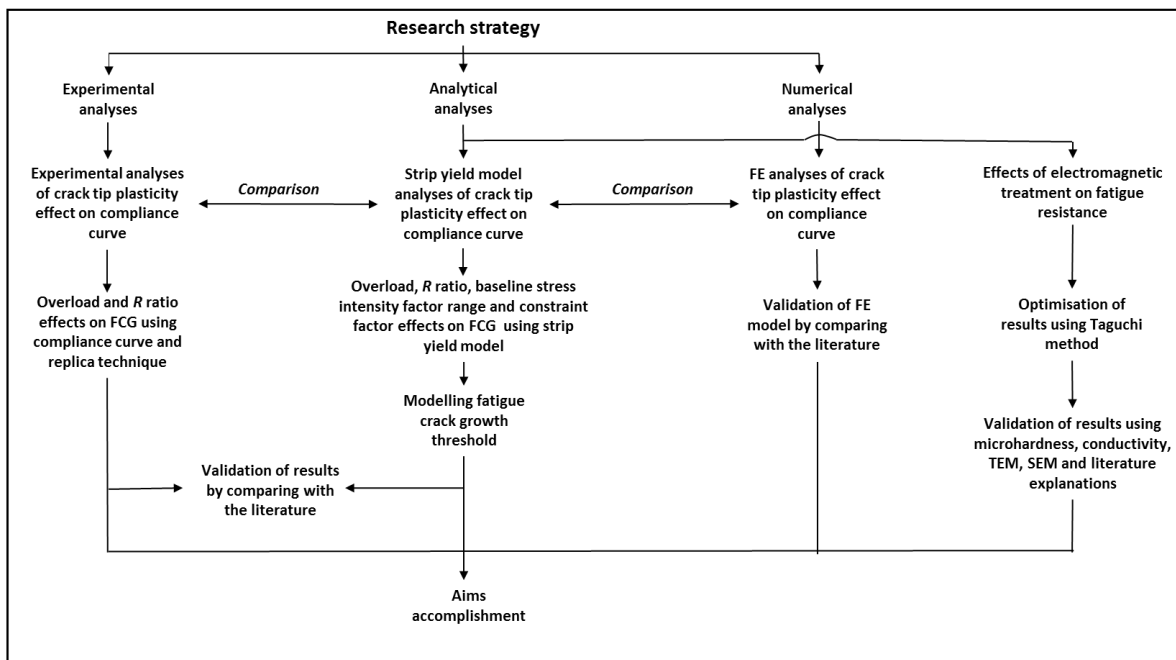 Research strategy
Experimental
analyses
Analytical
analyses
Numerical
analyses
Experimental analyses
of crack tip plasticity
effect on compliance
curve
Comparison
Strip yield model
analyses of crack tip
plasticity effect on
compliance curve
Comparison
FE analyses of crack
tip plasticity effect
on compliance
curve
Effects of electromagnetic
treatment on fatigue
resistance
Overload and R ratio
effects on FCG using
compliance curve and
replica technique
Overload, R ratio, baseline stress
intensity factor range and constraint
factor effects on FCG using strip
yield model
Validation of FE
model by comparing
with the literature
Optimisation of
results using Taguchi
method
Modelling fatigue
crack growth
threshold
Validation of results using
microhardness, conductivity,
TEM, SEM and literature
explanations
Validation of results
by comparing with
the literature
Aims
accomplishment